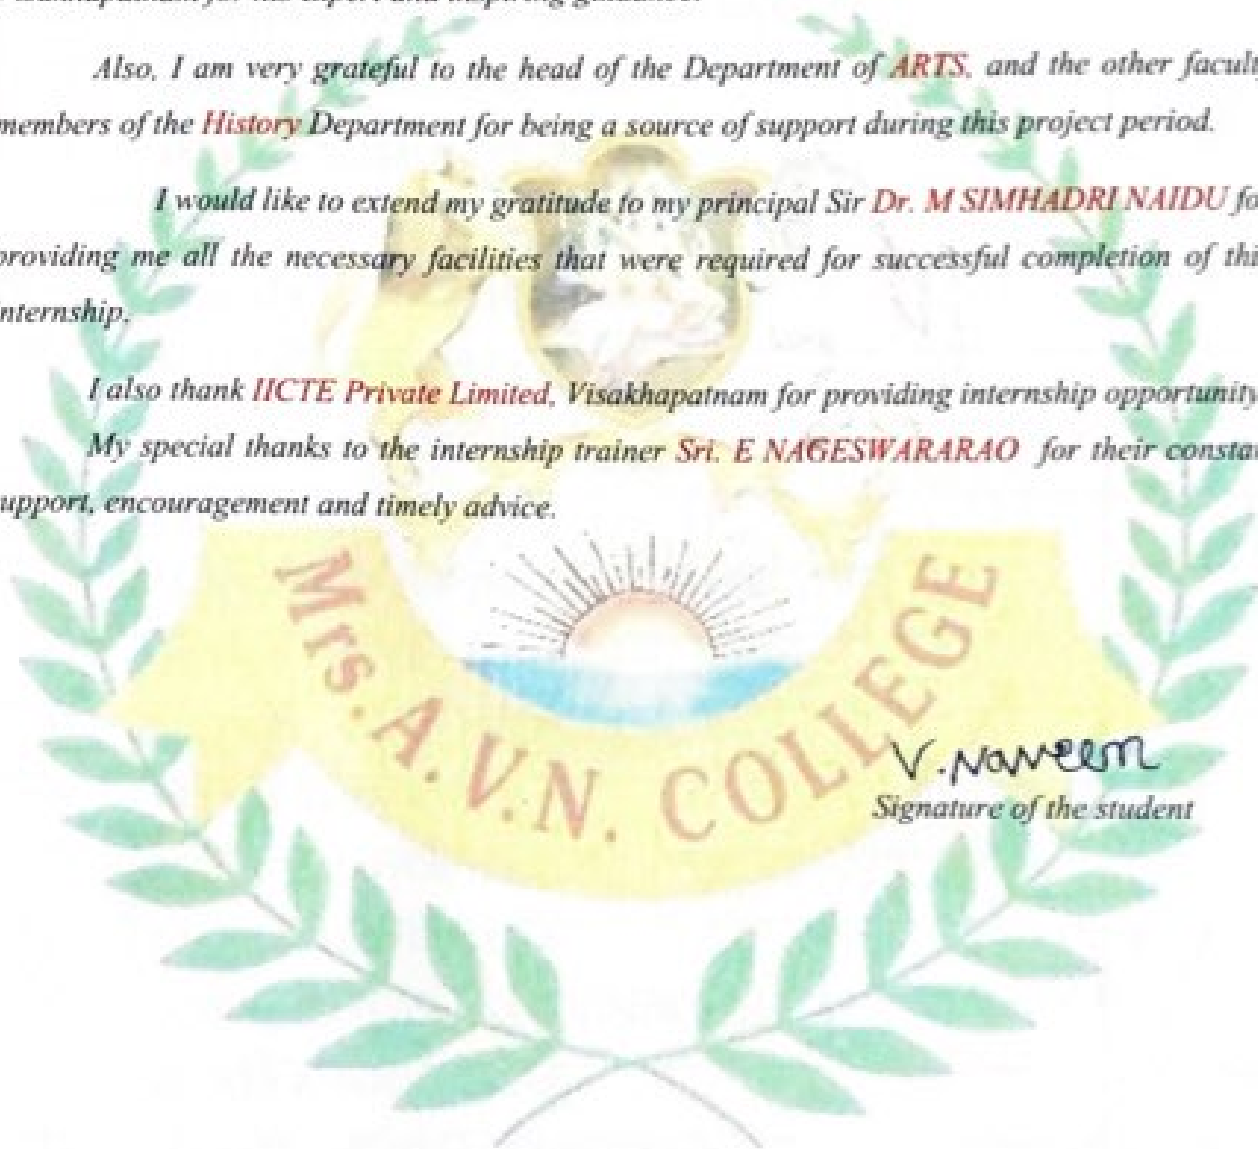 Also, I am very grateful to the head of the Department of ARTS, and the other facult
members of the History Department for being a source of support during this project period.
I would like to extend my gratitude to my principal Sir Dr. M SIMHADRI NAIDU fo
providing me all the necessary facilities that were required for successful completion of thi
nternship.
I also thank IICTE Private Limited, Visakhapatnam for providing internship opportunity
My special thanks to the internship trainer Sri. E NAGESWARARAO for their consta
upport, encouragement and timely advice.
Mrs. A.V.N. COLLEGE
V. Naveen
Signature of the student